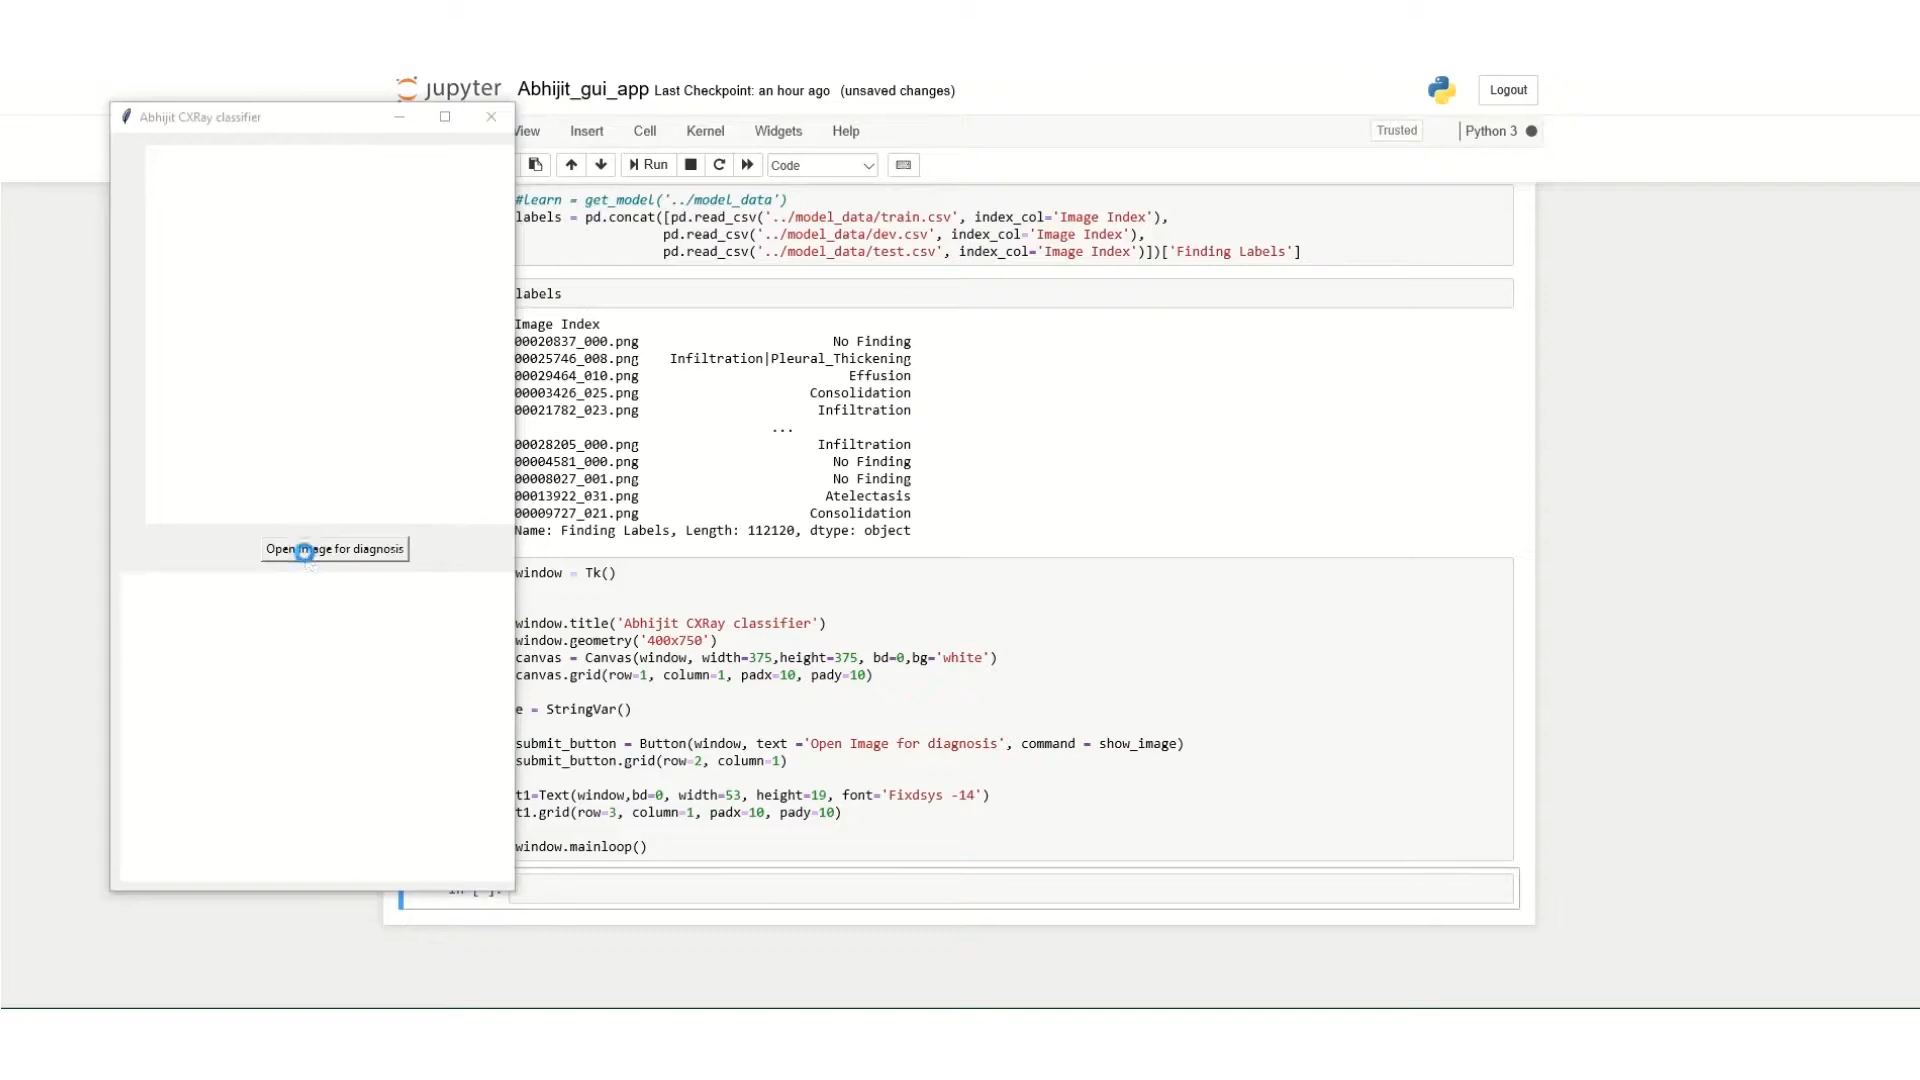 jupyter Abhijit_gui_app Last Checkpoint: an hour ago (unsaved changes)
Logout
Abhijit CXRay classifier
View Insert Cell Kernel Widgets Help
Trusted
Python 3
Run
Code
#learn = get_model('../model_data')
labels = pd.concat([pd.read_csv('../model_data/train.csv', index_col='Image Index'),
pd.read_csv('../model_data/dev.csv', index_col='Image Index'),
pd.read_csv('../model_data/test.csv', index_col='Image Index')])['Finding Labels']
labels
Image Index
00020837_000.png No Finding
00025746_008.png Infiltration|Pleural_Thickening
00029464_010.png Effusion
00003426_025.png Consolidation
00021782_023.png Infiltration
...
00028205_000.png Infiltration
00004581_000.png No Finding
00008027_001.png No Finding
00013922_031.png Atelectasis
00009727_021.png Consolidation
Name: Finding Labels, Length: 112120, dtype: object
Open Image for diagnosis
window = Tk()
window.title('Abhijit CXRay classifier')
window.geometry('400x750')
canvas = Canvas(window, width=375,height=375, bd=0,bg='white')
canvas.grid(row=1, column=1, padx=10, pady=10)
e = StringVar()
submit_button = Button(window, text ='Open Image for diagnosis', command = show_image)
submit_button.grid(row=2, column=1)
t1=Text(window,bd=0, width=53, height=19, font='Fixdsys -14')
t1.grid(row=3, column=1, padx=10, pady=10)
window.mainloop()